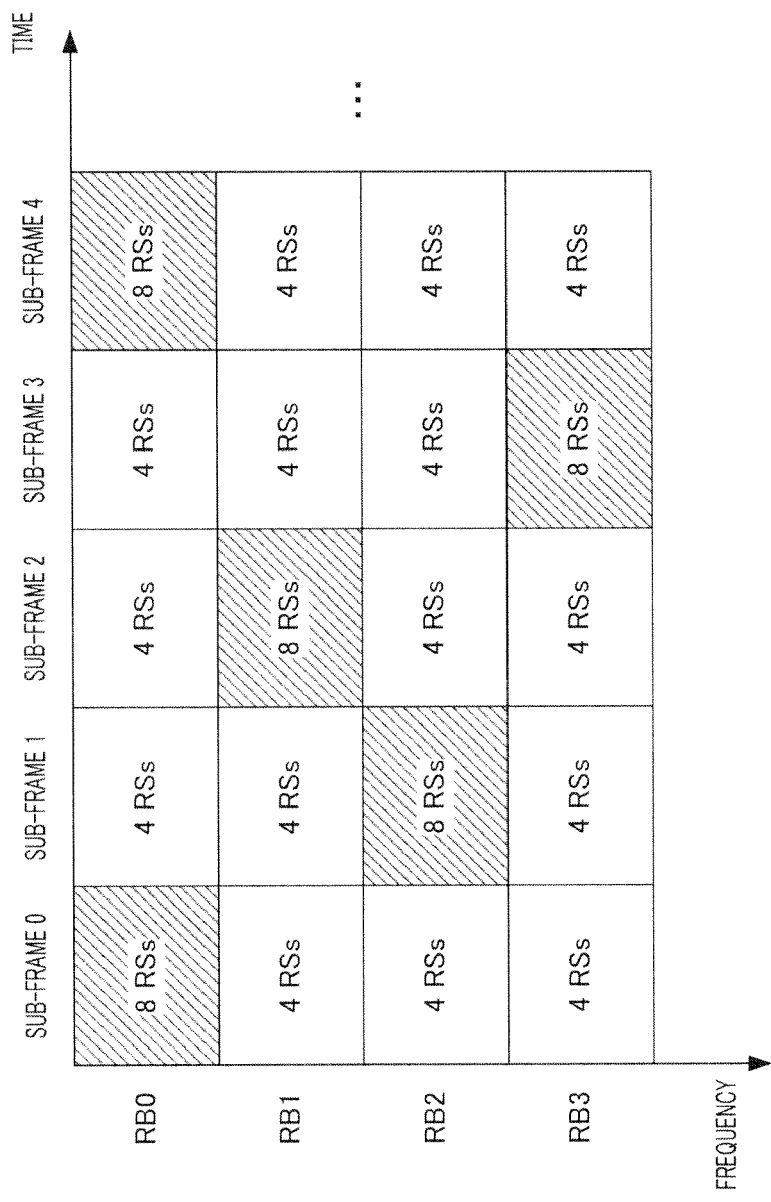 TIME
SUB-FRAME 0 SUB-FRAME 1 SUB-FRAME 2 SUB-FRAME 3 SUB-FRAME 4
RB0 8 RSs 4 RSs 4 RSs 4 RSs 8 RSs
RB1 4 RSs 4 RSs 8 RSs 4 RSs 4 RSs ...
RB2 4 RSs 8 RSs 4 RSs 4 RSs 4 RSs
RB3 4 RSs 4 RSs 4 RSs 8 RSs 4 RSs
FREQUENCY